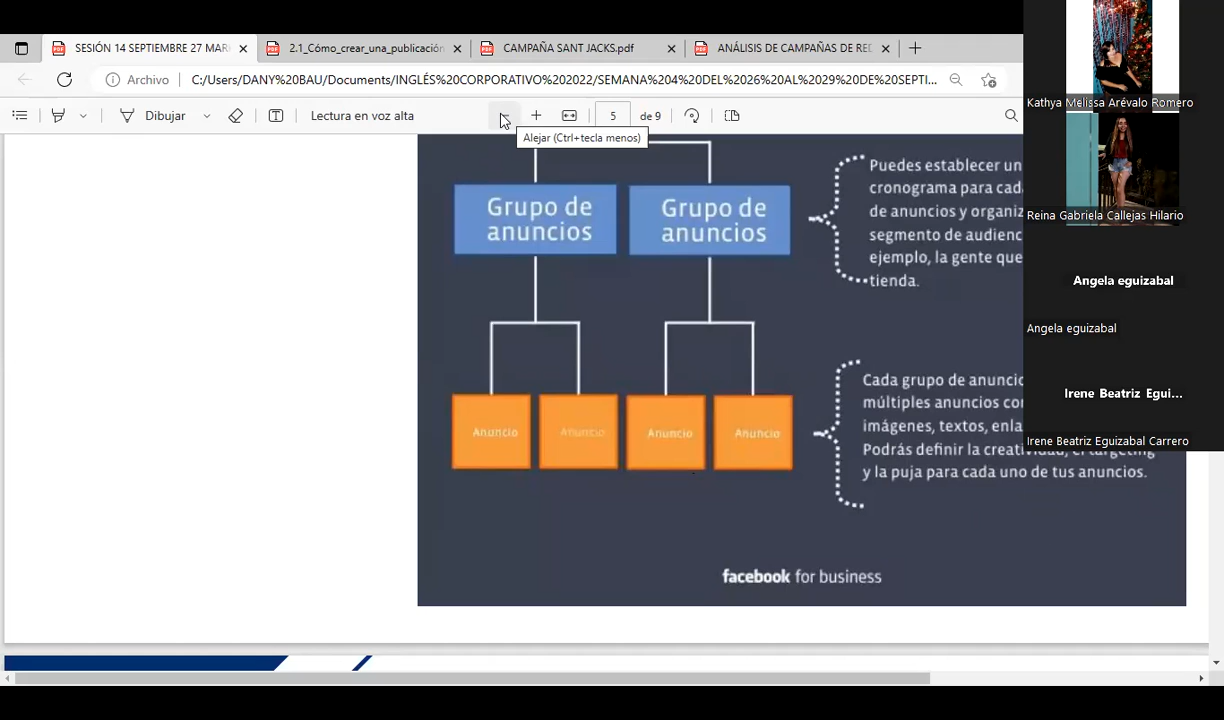 SESIÓN 14 SEPTIEMBRE 27 MAR
2.1_Cómo_crear_una_publicación
CAMPAÑA SANT JACKS.pdf
ANÁLISIS DE CAMPAÑAS DE RED
Archivo
C:/Users/DANY%20BAU/Documents/INGLÉS%20CORPORATIVO%202022/SEMANA%204%20DEL%2026%20AL%2029%20DE%20SEPTI...
Dibujar
Lectura en voz alta
5
de 9
Alejar (Ctrl+tecla menos)
Grupo de
anuncios
Grupo de
anuncios
Puedes establecer un
cronograma para cada
de anuncios y organiz
segmento de audienc
ejemplo, la gente que
tienda.
Anuncio
Anuncio
Anuncio
Anuncio
Cada grupo de anuncio
múltiples anuncios con
imágenes, textos, enla
Podrás definir la creatividad, el targeting
y la puja para cada uno de tus anuncios.
facebook for business
Kathya Melissa Arévalo Romero
Reina Gabriela Callejas Hilario
Angela eguizabal
Angela eguizabal
Irene Beatriz Egui...
Irene Beatriz Eguizabal Carrero